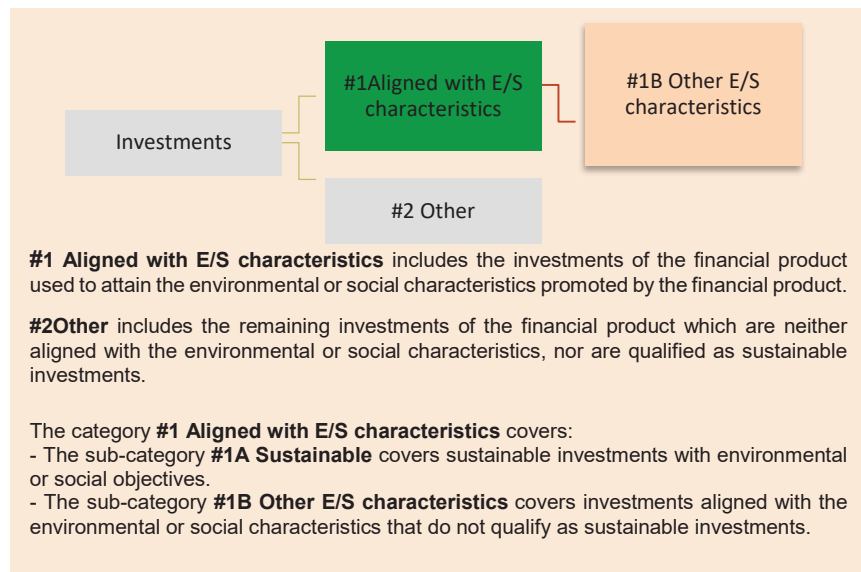 #1Aligned with E/S
characteristics
#1B Other E/S
characteristics
Investments
#2 Other
#1 Aligned with E/S characteristics includes the investments of the financial product
used to attain the environmental or social characteristics promoted by the financial product.
#2Other includes the remaining investments of the financial product which are neither
aligned with the environmental or social characteristics, nor are qualified as sustainable
investments.
The category #1 Aligned with E/S characteristics covers:
- The sub-category #1A Sustainable covers sustainable investments with environmental
or social objectives.
- The sub-category #1B Other E/S characteristics covers investments aligned with the
environmental or social characteristics that do not qualify as sustainable investments.